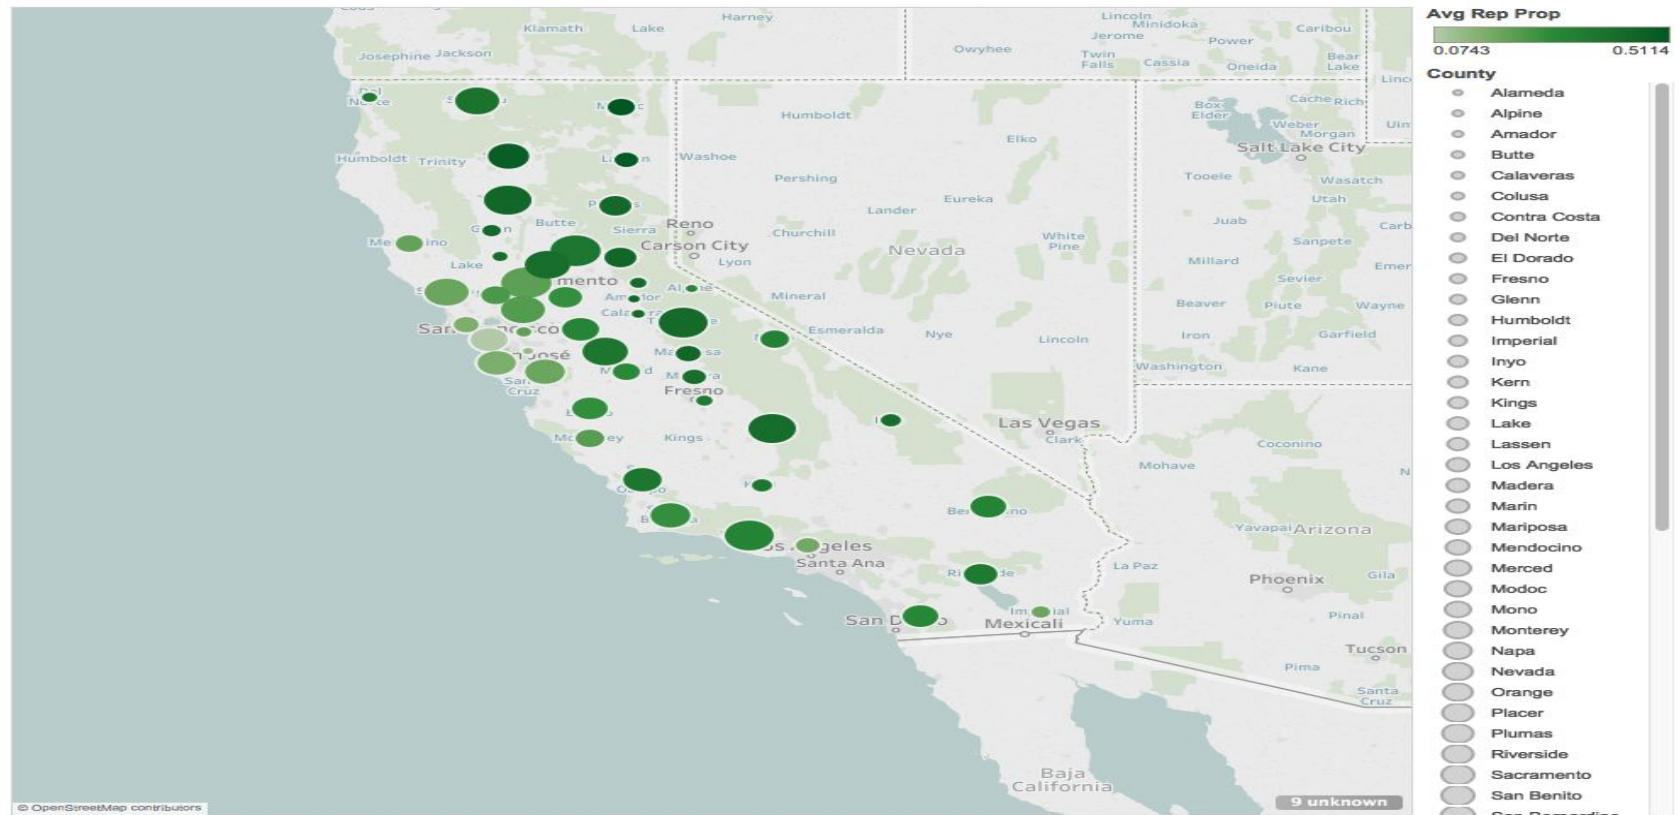 Harney
Lincoln
Minidoka
Klamath
Lake
Caribou
Jerome
Power
Owyhee
Josephine
Jackson
Twin
Falls
Cassia
Oneida
Bear
Lake
Box
Elder
Cache
Rich
Humboldt
Weber
Morgan
Elko
Salt Lake City
Humboldt
Trinity
Washoe
Pershing
Tooele
Wasatch
Eureka
Utah
Lander
Reno
Butte
Sierra
Churchill
White
Pine
Juab
Sanpete
Carson City
Nevada
Lake
Lyon
Millard
Sevier
Mineral
Beaver
Piute
Wayne
Esmeralda
Nye
Lincoln
Iron
Garfield
Washington
Kane
Cruz
Fresno
Las Vegas
Clark
Coconino
Kings
Mohave
Yavapai
Arizona
Santa Ana
La Paz
Phoenix
Gila
Mexicali
Yuma
Pinal
Tucson
Pima
Santa
Cruz
Baja
California
© OpenStreetMap contributors
9 unknown
Avg Rep Prop
0.0743 0.5114
County
Alameda
Alpine
Amador
Butte
Calaveras
Colusa
Contra Costa
Del Norte
El Dorado
Fresno
Glenn
Humboldt
Imperial
Inyo
Kern
Kings
Lake
Lassen
Los Angeles
Madera
Marin
Mariposa
Mendocino
Merced
Modoc
Mono
Monterey
Napa
Nevada
Orange
Placer
Plumas
Riverside
Sacramento
San Benito